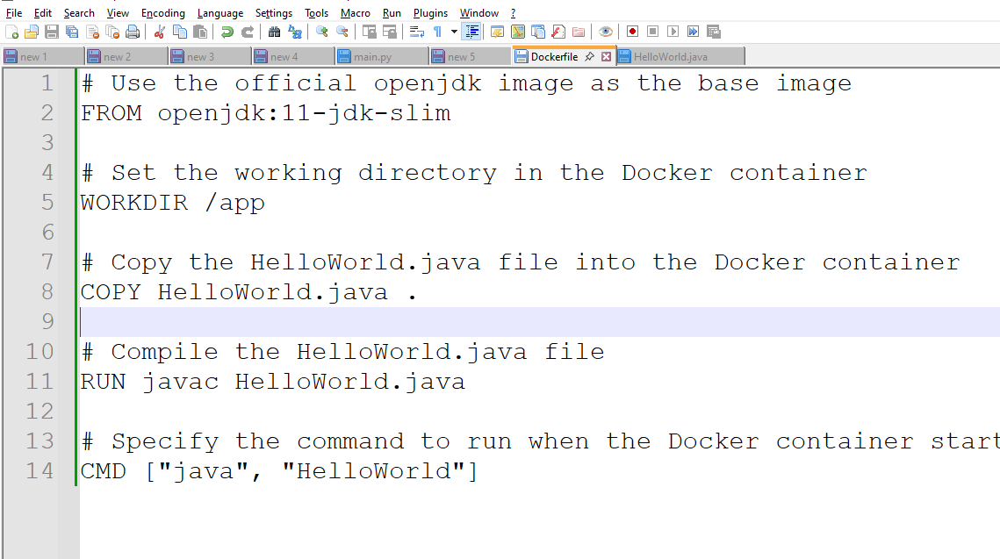 File Edit Search View Encoding Language Settings Tools Macro Run Plugins Window ?
new 1 new 2 new 3 new 4 main.py new 5 Dockerfile HelloWorld.java
1 # Use the official openjdk image as the base image
2 FROM openjdk:11-jdk-slim
3
4 # Set the working directory in the Docker container
5 WORKDIR /app
6
7 # Copy the HelloWorld.java file into the Docker container
8 COPY HelloWorld.java .
9
10 # Compile the HelloWorld.java file
11 RUN javac HelloWorld.java
12
13 # Specify the command to run when the Docker container start
14 CMD ["java", "HelloWorld"]